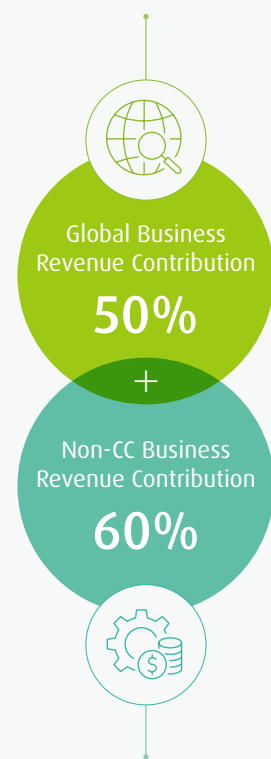 Global Business
Revenue Contribution
50%
+
Non-CC Business
Revenue Contribution
60%
$